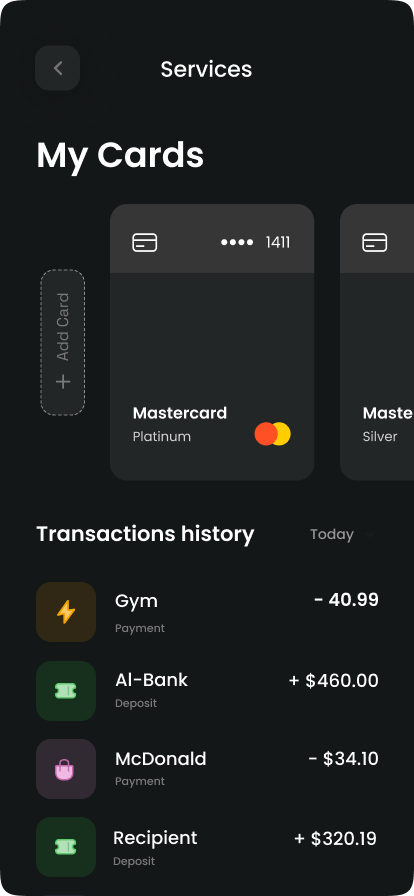 Services
My Cards
Add Card
•••• 1411
Mastercard
Platinum
Maste
Silver
Transactions history
Today
Gym
- 40.99
Payment
Al-Bank
+ $460.00
Deposit
McDonald
- $34.10
Payment
Recipient
+ $320.19
Deposit